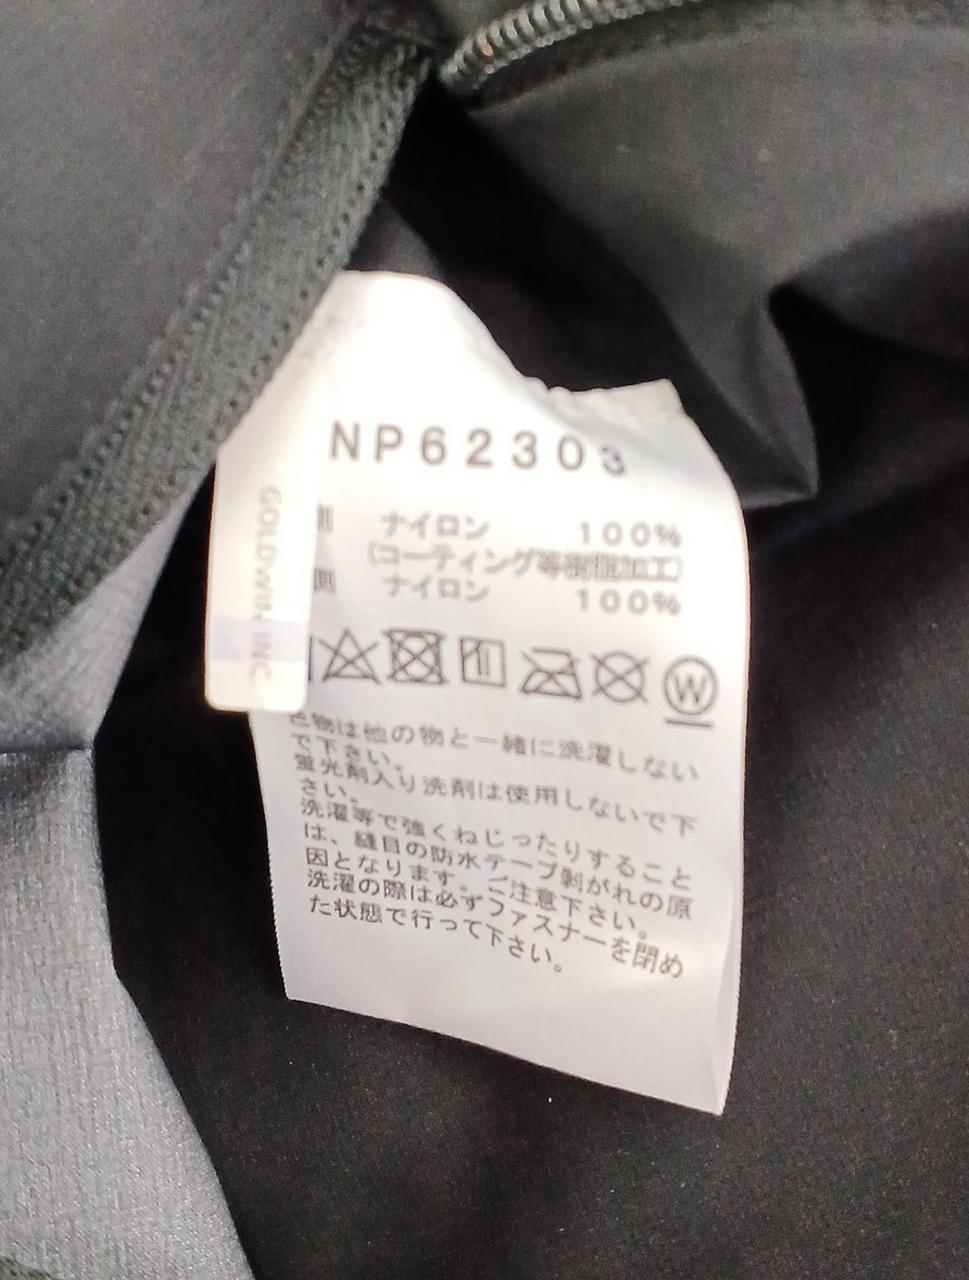 NP62303
GOLDWIN INC
ナイロン 100%
(コーティング等樹脂加工)
ナイロン 100%
W
色物は他の物と一緒に洗濯しない
で下さい。
蛍光剤入り洗剤は使用しないで下
さい。
洗濯等で強くねじったりすること
は、縫目の防水テープ剥がれの原
因となります。ご注意下さい。
洗濯の際は必ずファスナーを閉め
た状態で行って下さい。